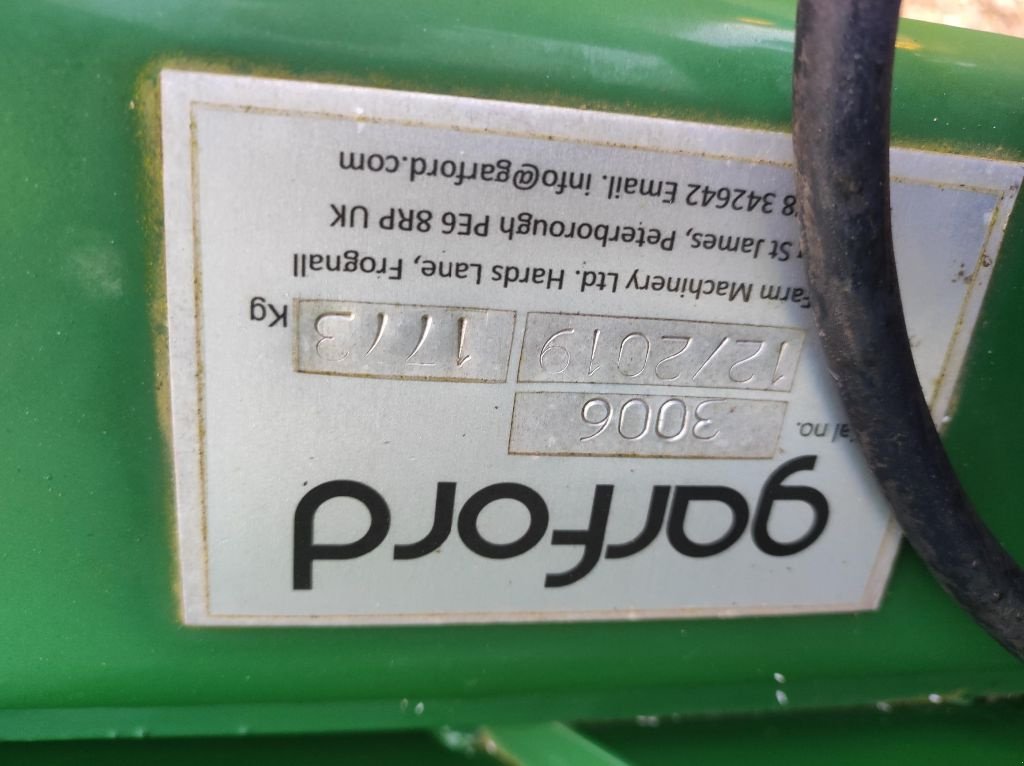 garford
ial no. 3006
12/2019 1773 Kg
Farm Machinery Ltd. Hards Lane, Frognall
St James, Peterborough PE6 8RP UK
8 342642 Email. info@garford.com